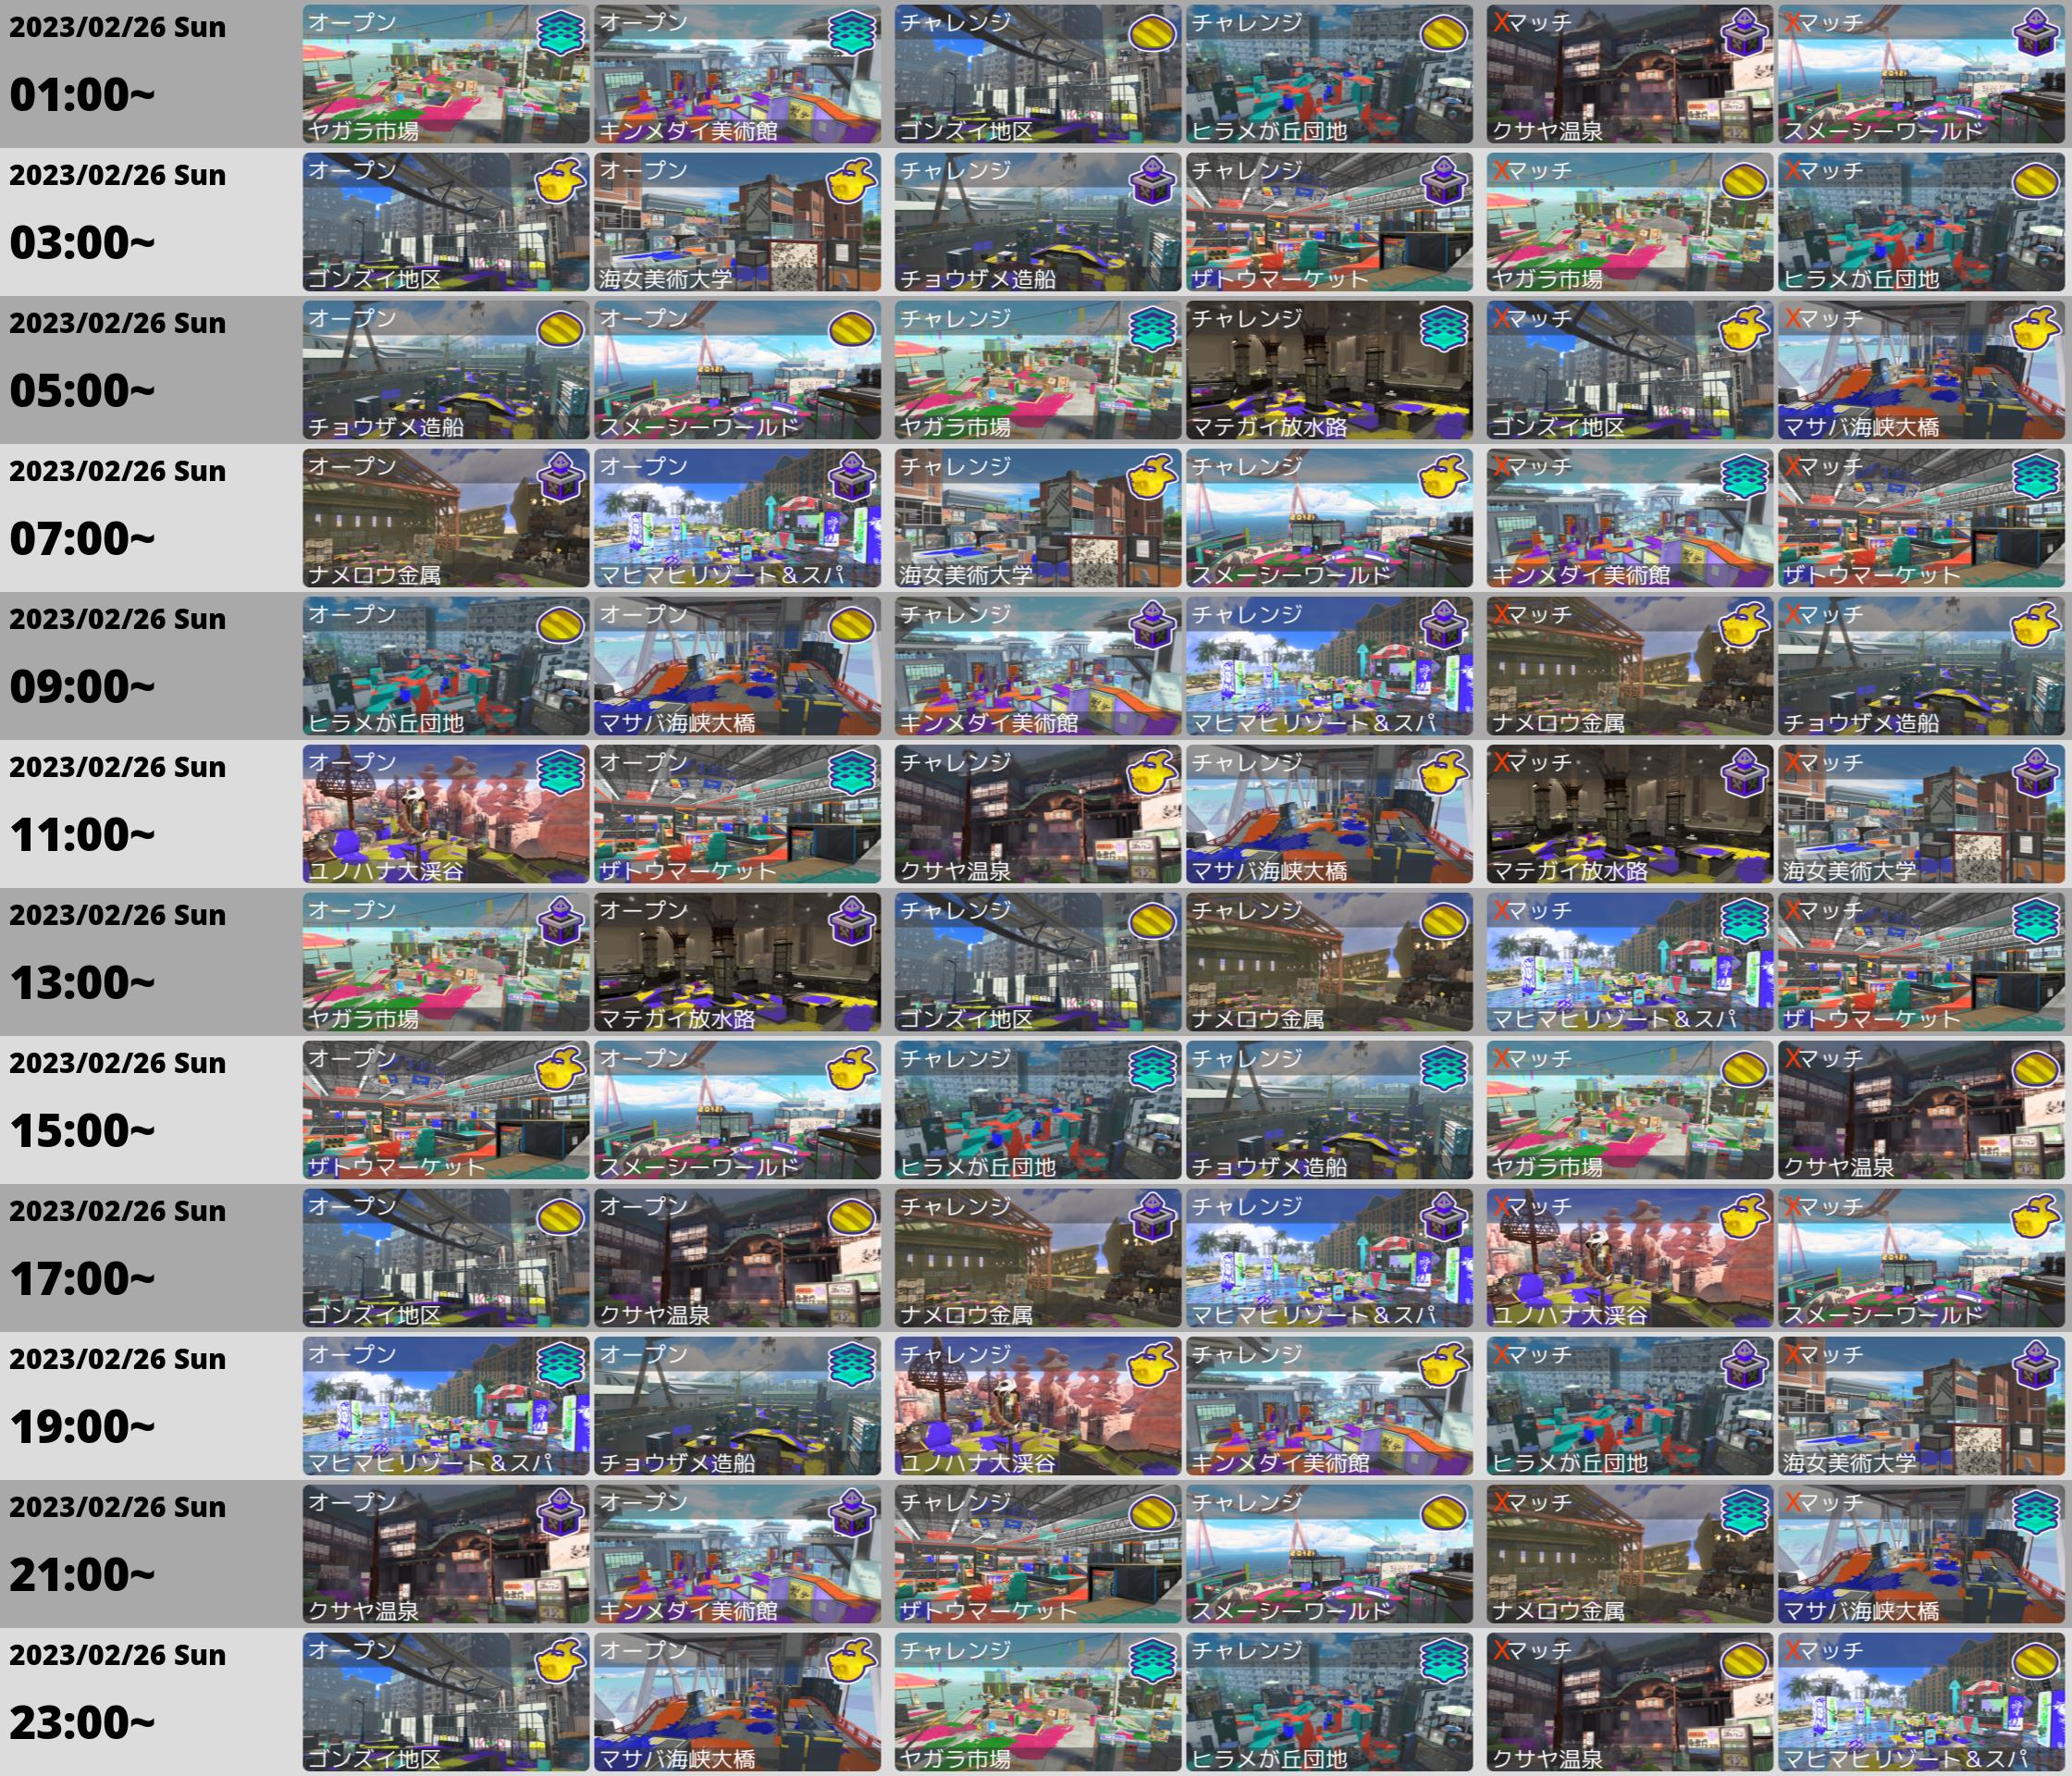 2023/02/26 Sun
01:00~
オープン オープン チャレンジ チャレンジ Xマッチ Xマッチ
ヤガラ市場 キンメダイ美術館 ゴンズイ地区 ヒラメが丘団地 クサヤ温泉 スメーシーワールド
2023/02/26 Sun
03:00~
オープン オープン チャレンジ チャレンジ Xマッチ Xマッチ
ゴンズイ地区 海女美術大学 チョウザメ造船 ザトウマーケット ヤガラ市場 ヒラメが丘団地
2023/02/26 Sun
05:00~
オープン オープン チャレンジ チャレンジ Xマッチ Xマッチ
チョウザメ造船 スメーシーワールド ヤガラ市場 マテガイ放水路 ゴンズイ地区 マサバ海峡大橋
2023/02/26 Sun
07:00~
オープン オープン チャレンジ チャレンジ Xマッチ Xマッチ
ナメロウ金属 マヒマヒリゾート＆スパ 海女美術大学 スメーシーワールド キンメダイ美術館 ザトウマーケット
2023/02/26 Sun
09:00~
オープン オープン チャレンジ チャレンジ Xマッチ Xマッチ
ヒラメが丘団地 マサバ海峡大橋 キンメダイ美術館 マヒマヒリゾート＆スパ ナメロウ金属 チョウザメ造船
2023/02/26 Sun
11:00~
オープン オープン チャレンジ チャレンジ Xマッチ Xマッチ
ユノハナ大渓谷 ザトウマーケット クサヤ温泉 マサバ海峡大橋 マテガイ放水路 海女美術大学
2023/02/26 Sun
13:00~
オープン オープン チャレンジ チャレンジ Xマッチ Xマッチ
ヤガラ市場 マテガイ放水路 ゴンズイ地区 ナメロウ金属 マヒマヒリゾート＆スパ ザトウマーケット
2023/02/26 Sun
15:00~
オープン オープン チャレンジ チャレンジ Xマッチ Xマッチ
ザトウマーケット スメーシーワールド ヒラメが丘団地 チョウザメ造船 ヤガラ市場 クサヤ温泉
2023/02/26 Sun
17:00~
オープン オープン チャレンジ チャレンジ Xマッチ Xマッチ
ゴンズイ地区 クサヤ温泉 ナメロウ金属 マヒマヒリゾート＆スパ ユノハナ大渓谷 スメーシーワールド
2023/02/26 Sun
19:00~
オープン オープン チャレンジ チャレンジ Xマッチ Xマッチ
マヒマヒリゾート＆スパ チョウザメ造船 ユノハナ大渓谷 キンメダイ美術館 ヒラメが丘団地 海女美術大学
2023/02/26 Sun
21:00~
オープン オープン チャレンジ チャレンジ Xマッチ Xマッチ
クサヤ温泉 キンメダイ美術館 ザトウマーケット スメーシーワールド ナメロウ金属 マサバ海峡大橋
2023/02/26 Sun
23:00~
オープン オープン チャレンジ チャレンジ Xマッチ Xマッチ
ゴンズイ地区 マサバ海峡大橋 ヤガラ市場 ヒラメが丘団地 クサヤ温泉 マヒマヒリゾート＆スパ